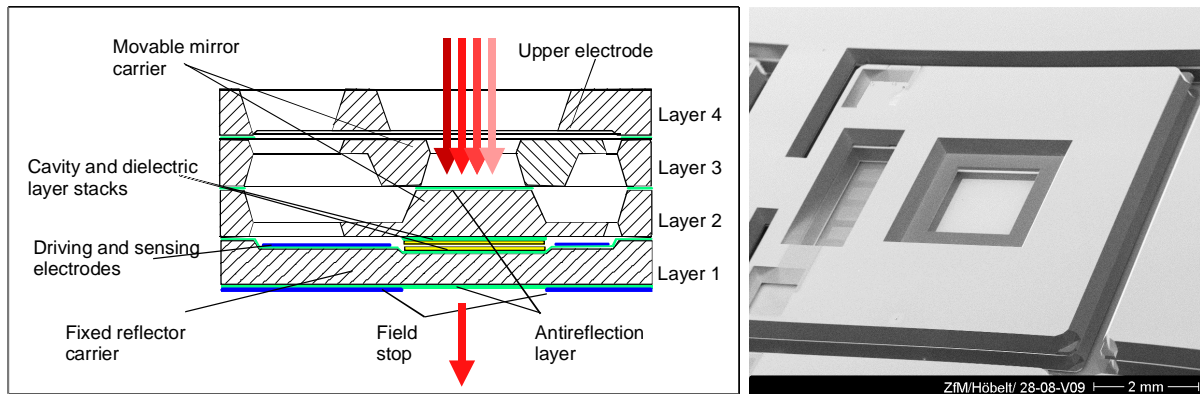 Movable mirror
carrier
Upper electrode
Layer 4
Cavity and dielectric
layer stacks
Layer 3
Layer 2
Driving and sensing
electrodes
Layer 1
Fixed reflector
carrier
Field
stop
Antireflection
layer
ZfM/Höbelt/ 28-08-V09 2 mm